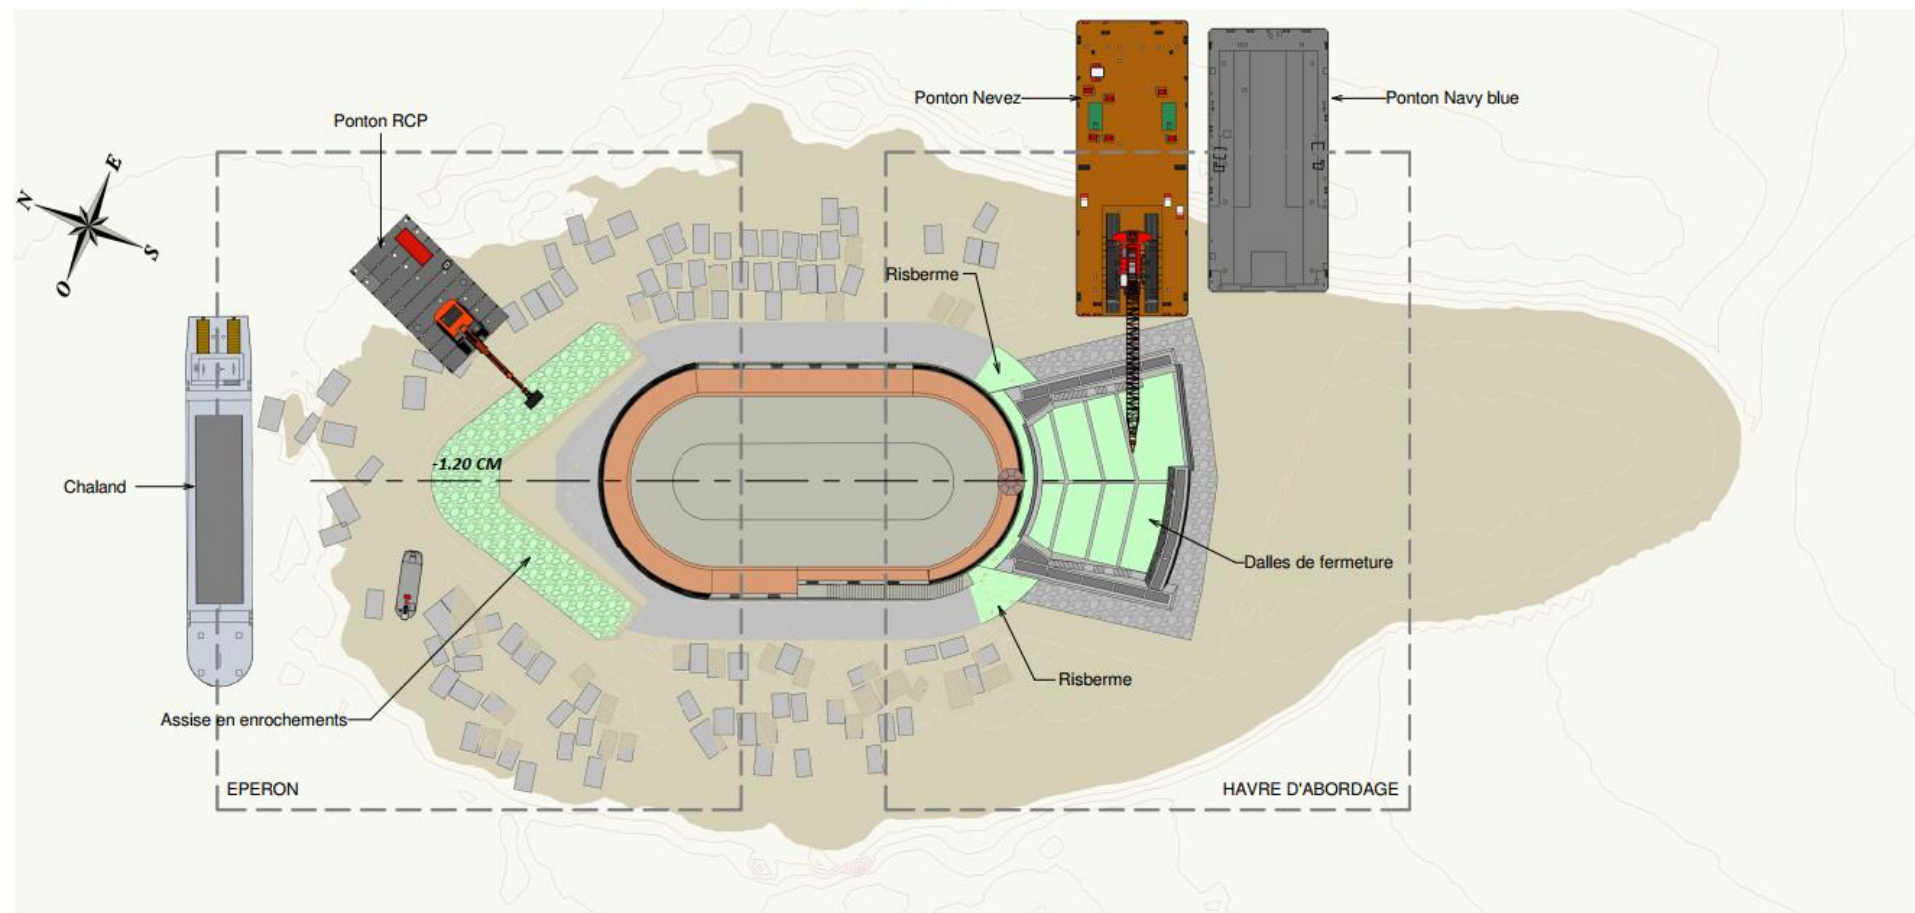 Ponton Nevez
Ponton Navy blue
Ponton RCP
E
N
S
O
Risberme
-1.20 CM
Chaland
Dalles de fermeture
Risberme
Assise en enrochements
EPERON
HAVRE D'ABORDAGE